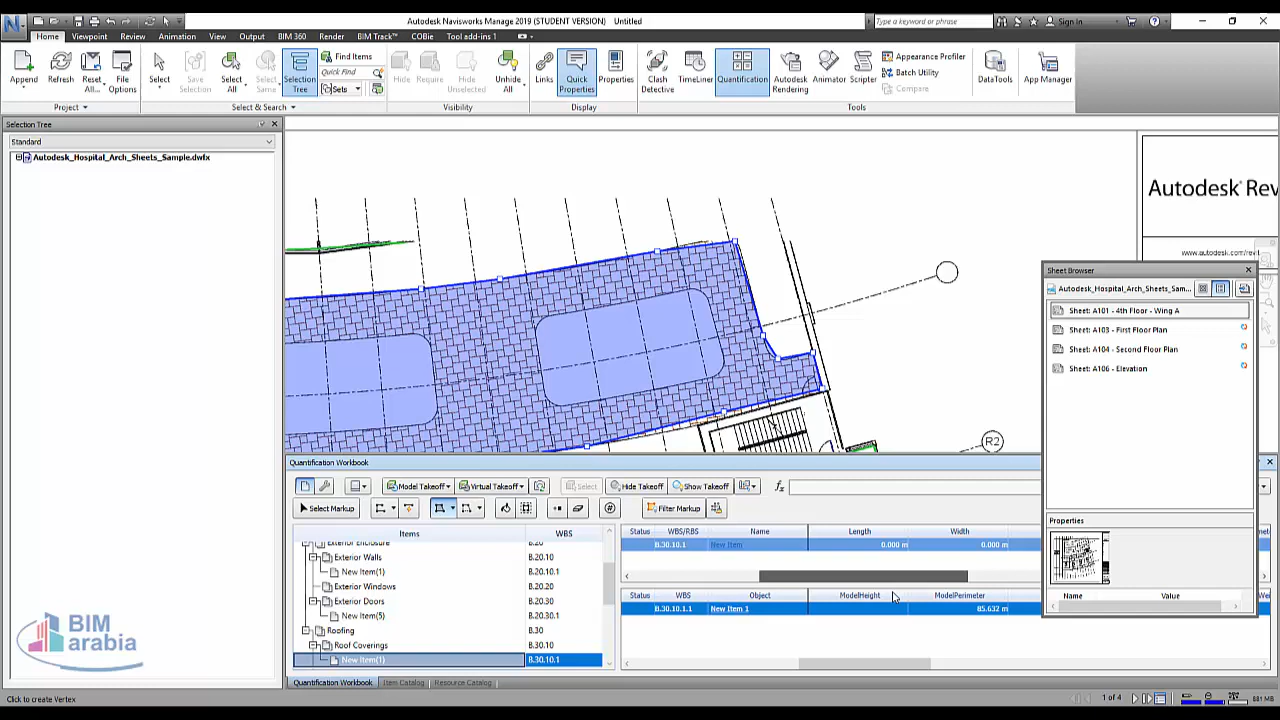 Autodesk Navisworks Manage 2019 (STUDENT VERSION) Untitled
Type a keyword or phrase
Sign In
Home Viewpoint Review Animation View Output BIM 360 Render BIM Track™ COBie Tool add-ins 1
Append
Refresh
Reset All...
File Options
Project
Select
Save Selection
Select All
Select Same
Selection Tree
Find Items
Quick Find
Sets
Select & Search
Hide
Require
Hide Unselected
Unhide All
Visibility
Links
Quick Properties
Properties
Display
Clash Detective
TimeLiner
Quantification
Autodesk Rendering
Animator
Scripter
Appearance Profiler
Batch Utility
Compare
Tools
DataTools
App Manager
Selection Tree
Standard
Autodesk_Hospital_Arch_Sheets_Sample.dwfx
Autodesk® Rev
www.autodesk.com/revit
R2
Sheet Browser
Autodesk_Hospital_Arch_Sheets_Sam...
Sheet: A101 - 4th Floor - Wing A
Sheet: A103 - First Floor Plan
Sheet: A104 - Second Floor Plan
Sheet: A106 - Elevation
Properties
Name Value
Quantification Workbook
Model Takeoff Virtual Takeoff Select Hide Takeoff Show Takeoff
Select Markup Filter Markup
Items WBS
Exterior Enclosure B.20
Exterior Walls B.20.10
New Item(1) B.20.10.1
Exterior Windows B.20.20
Exterior Doors B.20.30
New Item(5) B.20.30.1
Roofing B.30
Roof Coverings B.30.10
New Item(1) B.30.10.1
Status WBS/RBS Name Length Width
B.30.10.1 New Item 0.000 m 0.000 m
Status WBS Object ModelHeight ModelPerimeter
B.30.10.1.1 New Item 1 85.632 m
Quantification Workbook Item Catalog Resource Catalog
BIM
arabia
Click to create Vertex
1 of 4
881 MB